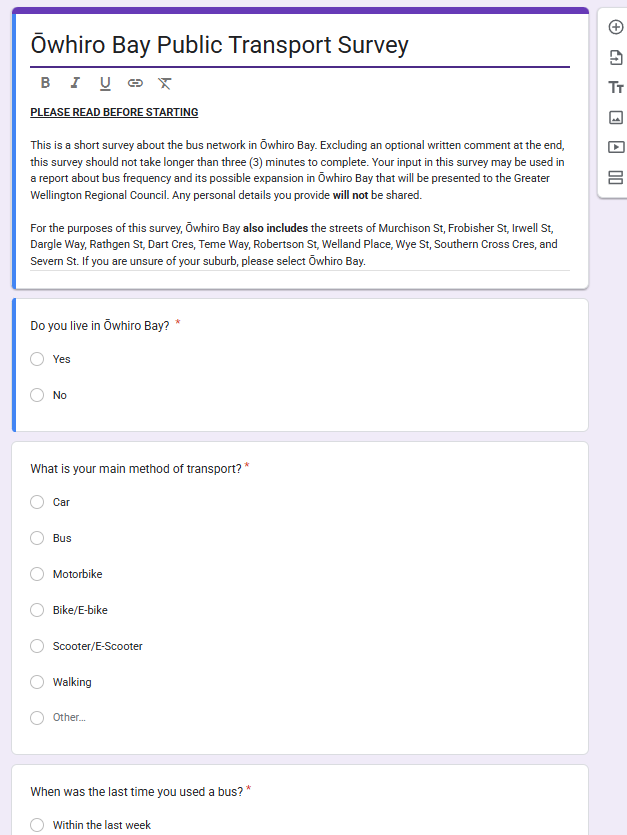 Ōwhiro Bay Public Transport Survey
B I U
PLEASE READ BEFORE STARTING
This is a short survey about the bus network in Ōwhiro Bay. Excluding an optional written comment at the end,
this survey should not take longer than three (3) minutes to complete. Your input in this survey may be used in
a report about bus frequency and its possible expansion in Ōwhiro Bay that will be presented to the Greater
Wellington Regional Council. Any personal details you provide will not be shared.
For the purposes of this survey, Ōwhiro Bay also includes the streets of Murchison St, Frobisher St, Irwell St,
Dargle Way, Rathgen St, Dart Cres, Teme Way, Robertson St, Welland Place, Wye St, Southern Cross Cres, and
Severn St. If you are unsure of your suburb, please select Ōwhiro Bay.
Do you live in Ōwhiro Bay? *
Yes
No
What is your main method of transport? *
Car
Bus
Motorbike
Bike/E-bike
Scooter/E-Scooter
Walking
Other...
When was the last time you used a bus? *
Within the last week
Tт